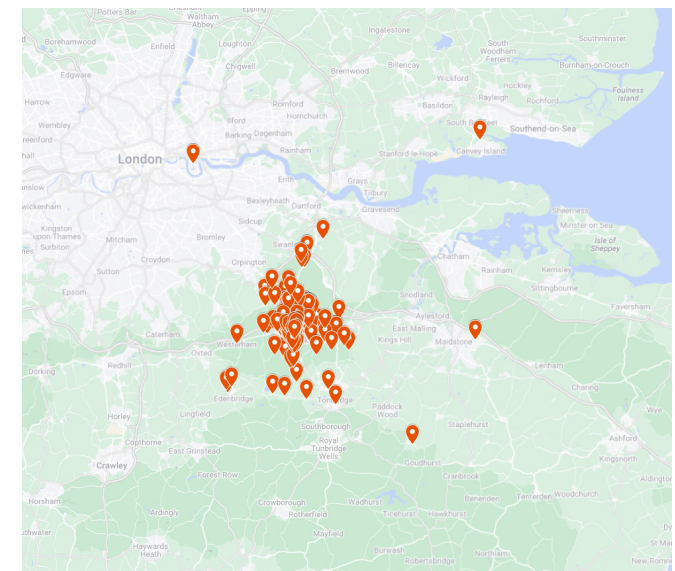 Potters Bar
Epping
Waltham
Abbey
Ingatestone
Southminster
Borehamwood
Enfield
Loughton
South
Woodham
Ferrers
Edgware
Chigwell
Brentwood
Billericay
Wickford
Burnham-on-Crouch
Hockley
Rayleigh
Rochford
Foulness
Island
Harrow
Romford
Hornchurch
Basildon
Wembley
Ilford
Barking
Dagenham
Southend-on-Sea
Rainham
Stanford-le-Hope
Canvey Island
London
Erith
Grays
Tilbury
Bexleyheath
Dartford
Gravesend
Sheerness
Minster on Sea
Sidcup
Kingston
upon Thames
Surbiton
Mitcham
Bromley
Isle of
Sheppey
Croydon
Orpington
Chatham
Rainham
Kemsley
Sutton
Sittingbourne
Epsom
Snodland
Faversham
Caterham
Aylesford
East Malling
Maidstone
Kings Hill
Westerham
Oxted
Redhill
Dorking
Lenham
Charing
Edenbridge
Tonbridge
Horley
Lingfield
Paddock
Wood
Wye
Staplehurst
Southborough
Copthorne
East Grinstead
Royal
Tunbridge
Wells
Ashford
Kingsnorth
Crawley
Goudhurst
Forest Row
Cranbrook
Horsham
Crowborough
Wadhurst
Benenden
Tenterden
Woodchurch
Ardingly
Rotherfield
Ticehurst
Hawkhurst
Mayfield
Haywards
Heath
Burwash
Northiam
Robertsbridge